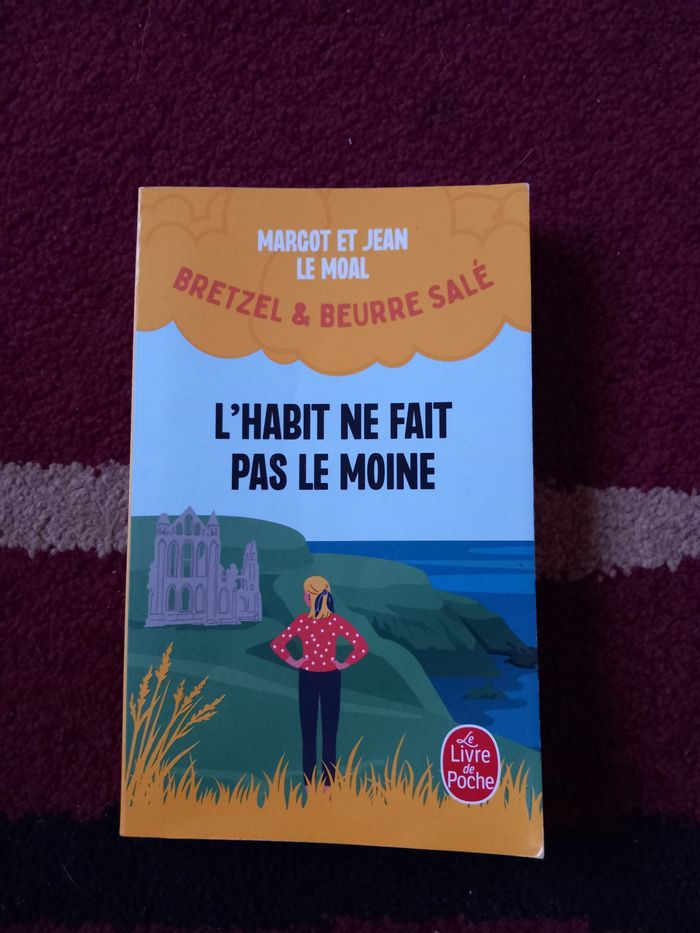 MARGOT ET JEAN
LE MOAL
BRETZEL & BEURRE SALÉ
L'HABIT NE FAIT
PAS LE MOINE
Le
Livre
de
Poche